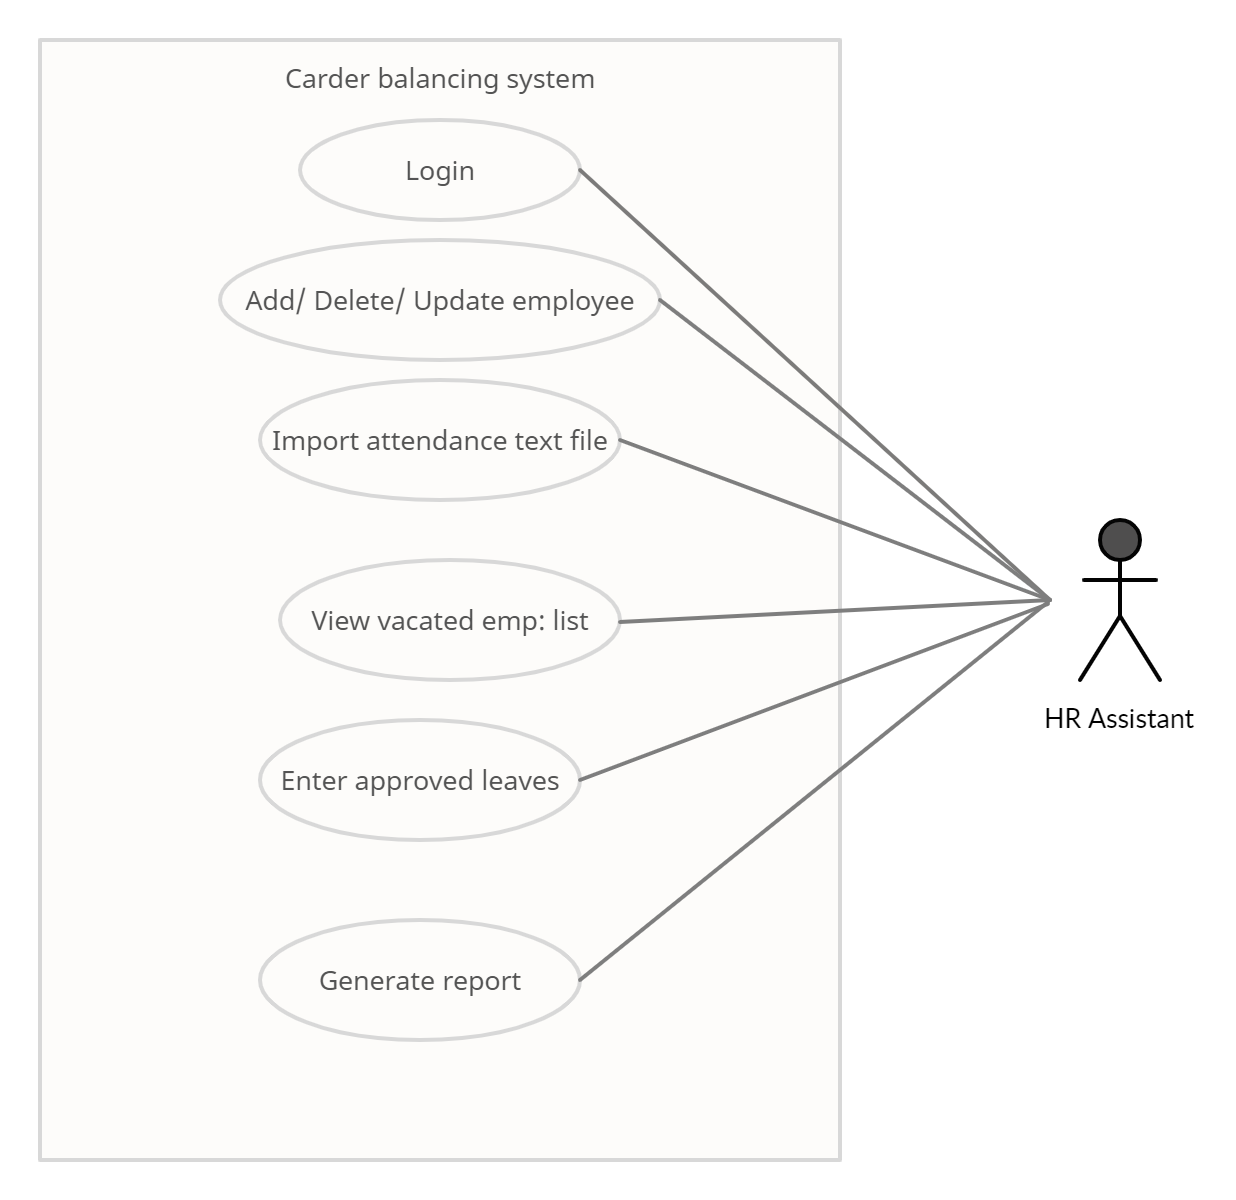 Carder balancing system
Login
Add/ Delete/ Update employee
Import attendance text file
View vacated emp: list
Enter approved leaves
Generate report
HR Assistant